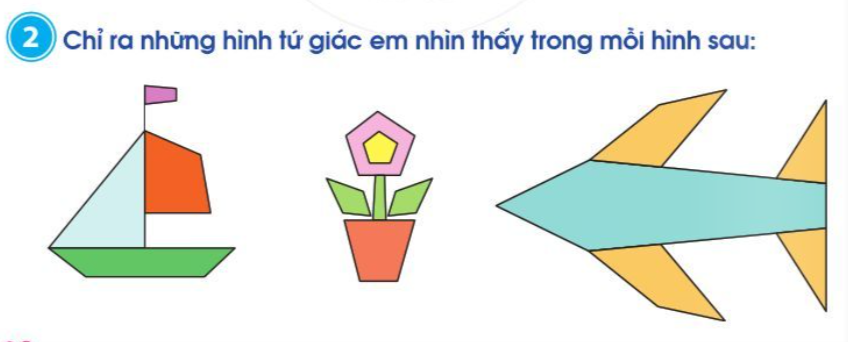 2 Chỉ ra những hình tứ giác em nhìn thấy trong mỗi hình sau: